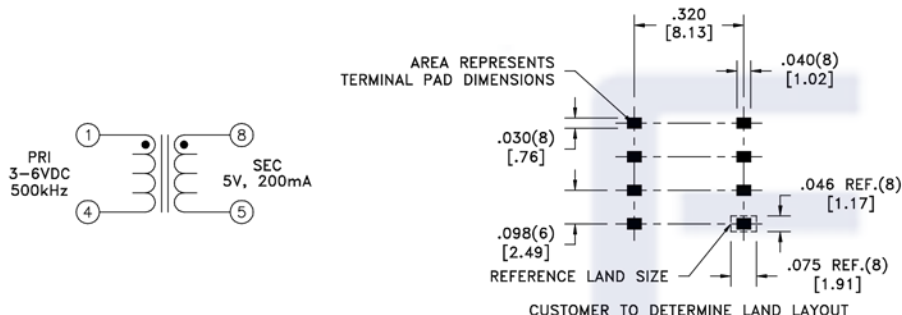 1
4
PRI
3-6VDC
500kHz
8
5
SEC
5V, 200mA
.320
[8.13]
.040(8)
[1.02]
AREA REPRESENTS
TERMINAL PAD DIMENSIONS
.030(8)
[.76]
.046 REF.(8)
[1.17]
.098(6)
[2.49]
REFERENCE LAND SIZE
.075 REF.(8)
[1.91]
CUSTOMER TO DETERMINE LAND LAYOUT